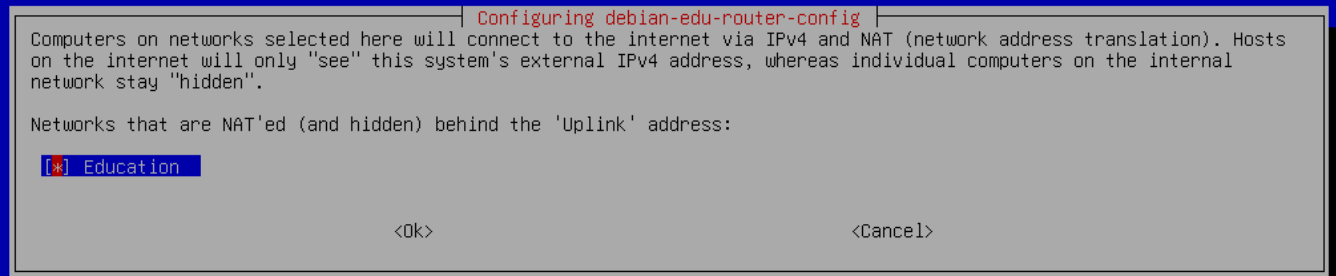 Configuring debian-edu-router-config
Computers on networks selected here will connect to the internet via IPv4 and NAT (network address translation). Hosts
on the internet will only "see" this system's external IPv4 address, whereas individual computers on the internal
network stay "hidden".
Networks that are NAT'ed (and hidden) behind the 'Uplink' address:
[*] Education
<Ok> <Cancel>